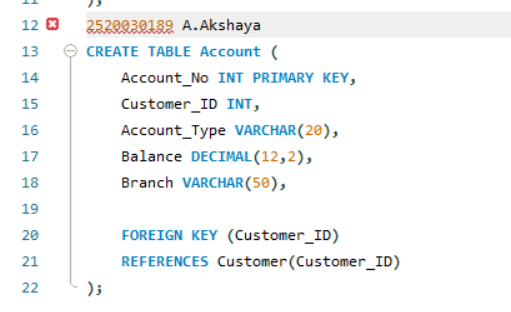 11 );
12 2520030189 A.Akshaya
13 CREATE TABLE Account (
14 Account_No INT PRIMARY KEY,
15 Customer_ID INT,
16 Account_Type VARCHAR(20),
17 Balance DECIMAL(12,2),
18 Branch VARCHAR(50),
19
20 FOREIGN KEY (Customer_ID)
21 REFERENCES Customer(Customer_ID)
22 );